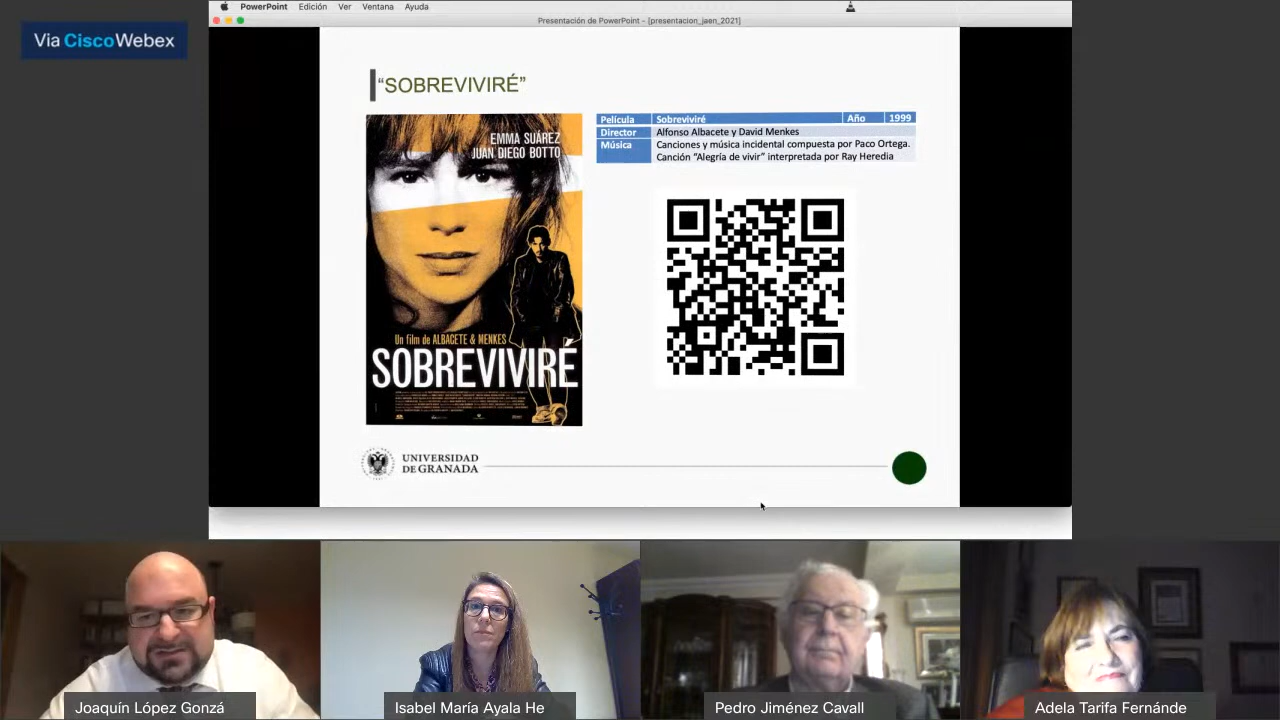 PowerPoint Edición Ver Ventana Ayuda
Presentación de PowerPoint - [presentacion_jaen_2021]
Via CiscoWebex
“SOBREVIVIRÉ”
EMMA SUÁREZ
JUAN DIEGO BOTTO
Un film de ALBACETE & MENKES
SOBREVIVIRÉ
Película Sobreviviré Año 1999
Director Alfonso Albacete y David Menkes
Música Canciones y música incidental compuesta por Paco Ortega.
Canción “Alegría de vivir” interpretada por Ray Heredia
UNIVERSIDAD
DE GRANADA
Joaquín López Gonzá
Isabel María Ayala He
Pedro Jiménez Cavall
Adela Tarifa Fernánde